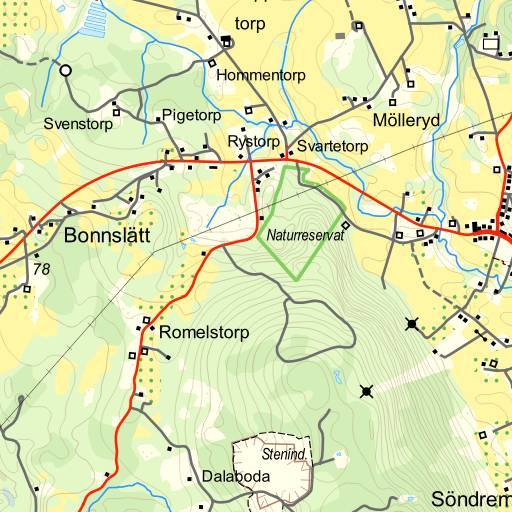 torp
Hommentorp
Pigetorp
Svenstorp
Mölleryd
Rystorp
Svartetorp
Bonnslätt
Naturreservat
78
Romelstorp
Stenind.
Dalaboda
Söndrem